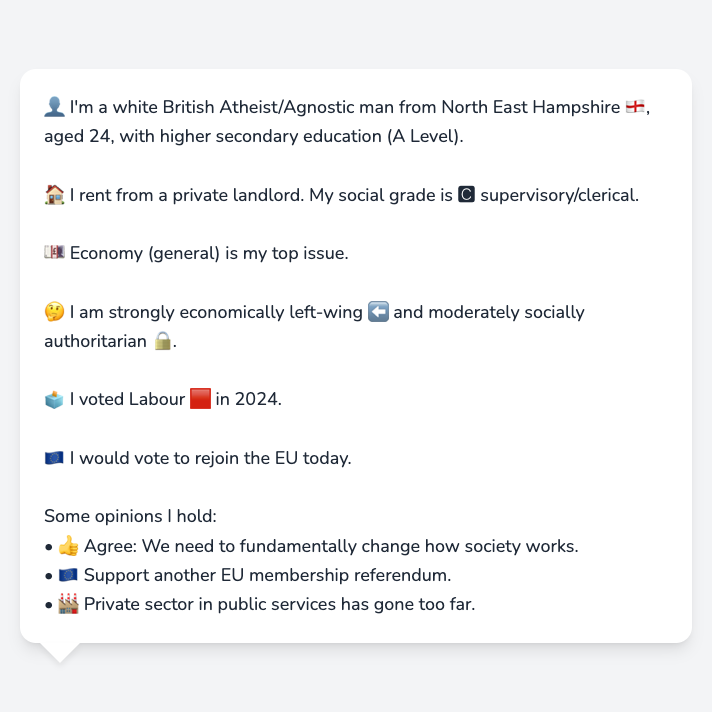 👤 I'm a white British Atheist/Agnostic man from North East Hampshire 🏴󠁧󠁢󠁥󠁮󠁧󠁿,
aged 24, with higher secondary education (A Level).
🏠 I rent from a private landlord. My social grade is C supervisory/clerical.
💷 Economy (general) is my top issue.
🤔 I am strongly economically left-wing ⬅️ and moderately socially
authoritarian 🔒.
🗳️ I voted Labour 🟥 in 2024.
🇪🇺 I would vote to rejoin the EU today.
Some opinions I hold:
• 👍 Agree: We need to fundamentally change how society works.
• 🇪🇺 Support another EU membership referendum.
• 🏭 Private sector in public services has gone too far.